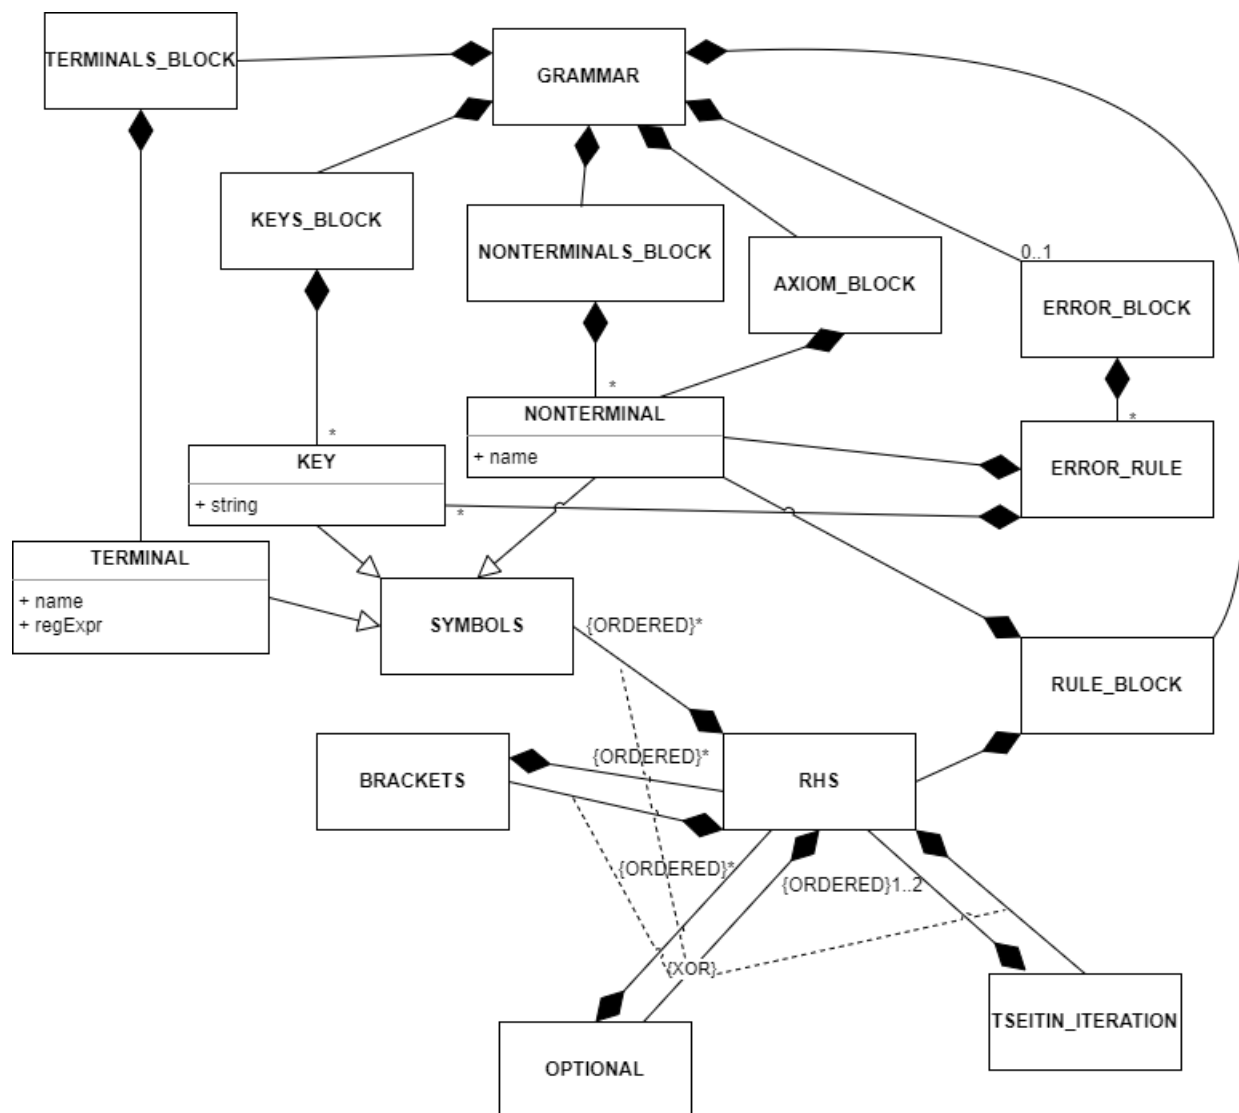 TERMINALS_BLOCK
GRAMMAR
KEYS_BLOCK
NONTERMINALS_BLOCK
AXIOM_BLOCK
0..1
ERROR_BLOCK
*
NONTERMINAL
+ name
*
ERROR_RULE
*
KEY
+ string
*
TERMINAL
+ name
+ regExpr
SYMBOLS
{ORDERED}*
RULE_BLOCK
BRACKETS
{ORDERED}*
RHS
{ORDERED}*
{ORDERED}1..2
{XOR}
TSEITIN_ITERATION
OPTIONAL